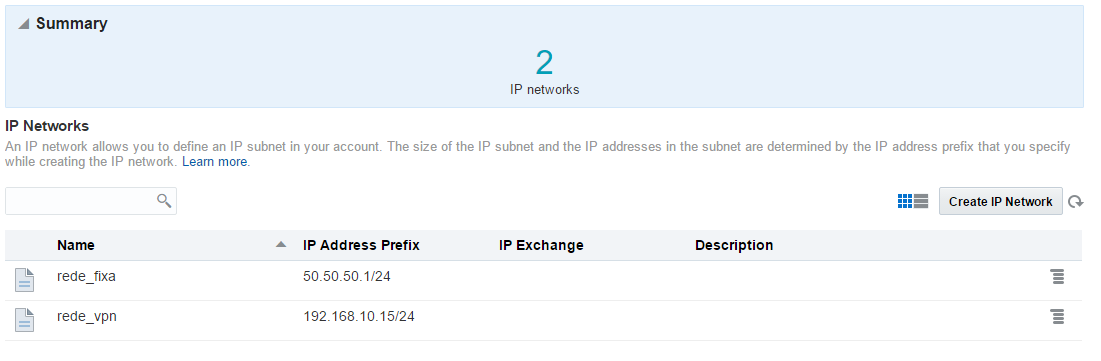 Summary
2
IP networks
IP Networks
An IP network allows you to define an IP subnet in your account. The size of the IP subnet and the IP addresses in the subnet are determined by the IP address prefix that you specify
while creating the IP network. Learn more.
Create IP Network
Name IP Address Prefix IP Exchange Description
rede_fixa 50.50.50.1/24
rede_vpn 192.168.10.15/24